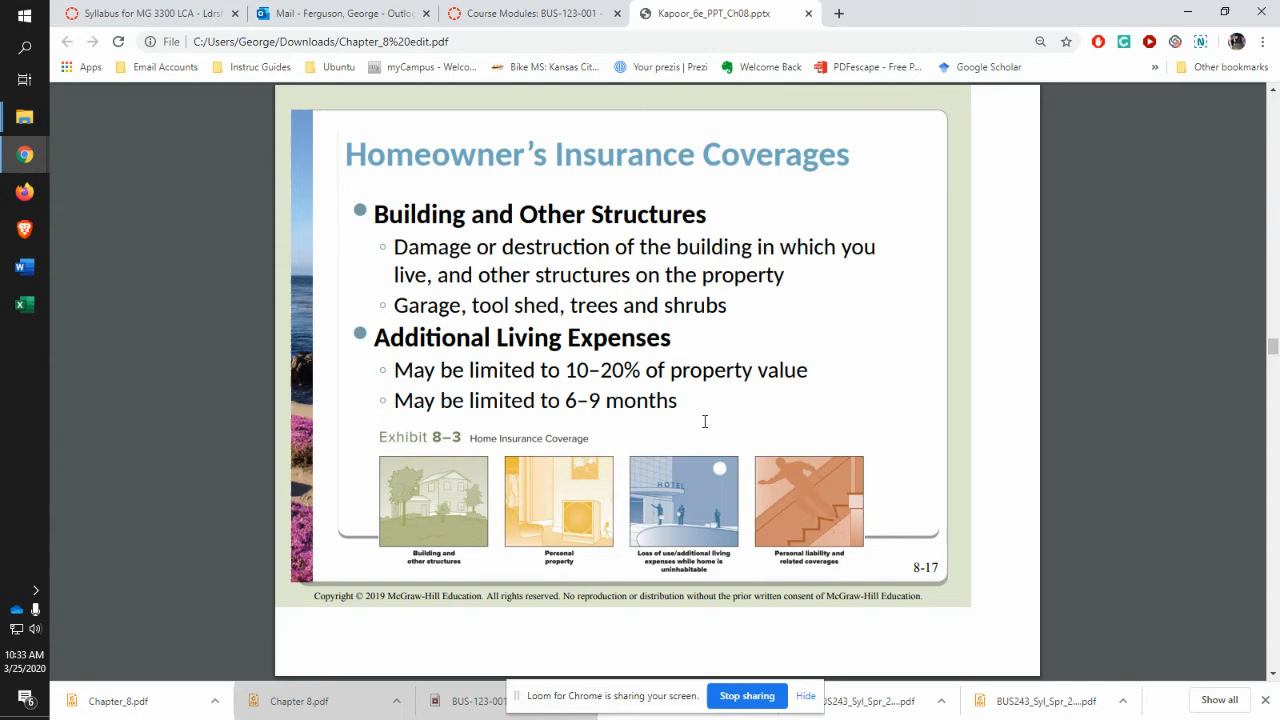 Syllabus for MG 3300 LCA - Ldrsh
Mail - Ferguson, George - Outloo
Course Modules: BUS-123-001 -
Kapoor_6e_PPT_Ch08.pptx
File
C:/Users/George/Downloads/Chapter_8%20edit.pdf
Apps
Email Accounts
Instruc Guides
Ubuntu
myCampus - Welco...
Bike MS: Kansas Cit...
Your prezis | Prezi
Welcome Back
PDFescape - Free P...
Google Scholar
»
Other bookmarks
Homeowner's Insurance Coverages
Building and Other Structures
Damage or destruction of the building in which you
live, and other structures on the property
Garage, tool shed, trees and shrubs
Additional Living Expenses
May be limited to 10–20% of property value
May be limited to 6–9 months
Exhibit 8–3 Home Insurance Coverage
HOTEL
Building and
other structures
Personal
property
Loss of use/additional living
expenses while home is
uninhabitable
Personal liability and
related coverages
8-17
Copyright © 2019 McGraw-Hill Education. All rights reserved. No reproduction or distribution without the prior written consent of McGraw-Hill Education.
10:33 AM
3/25/2020
6
Chapter_8.pdf
Chapter 8.pdf
BUS-123-001
Loom for Chrome is sharing your screen.
Stop sharing
Hide
US243_Syl_Spr_2....pdf
BUS243_Syl_Spr_2....pdf
Show all